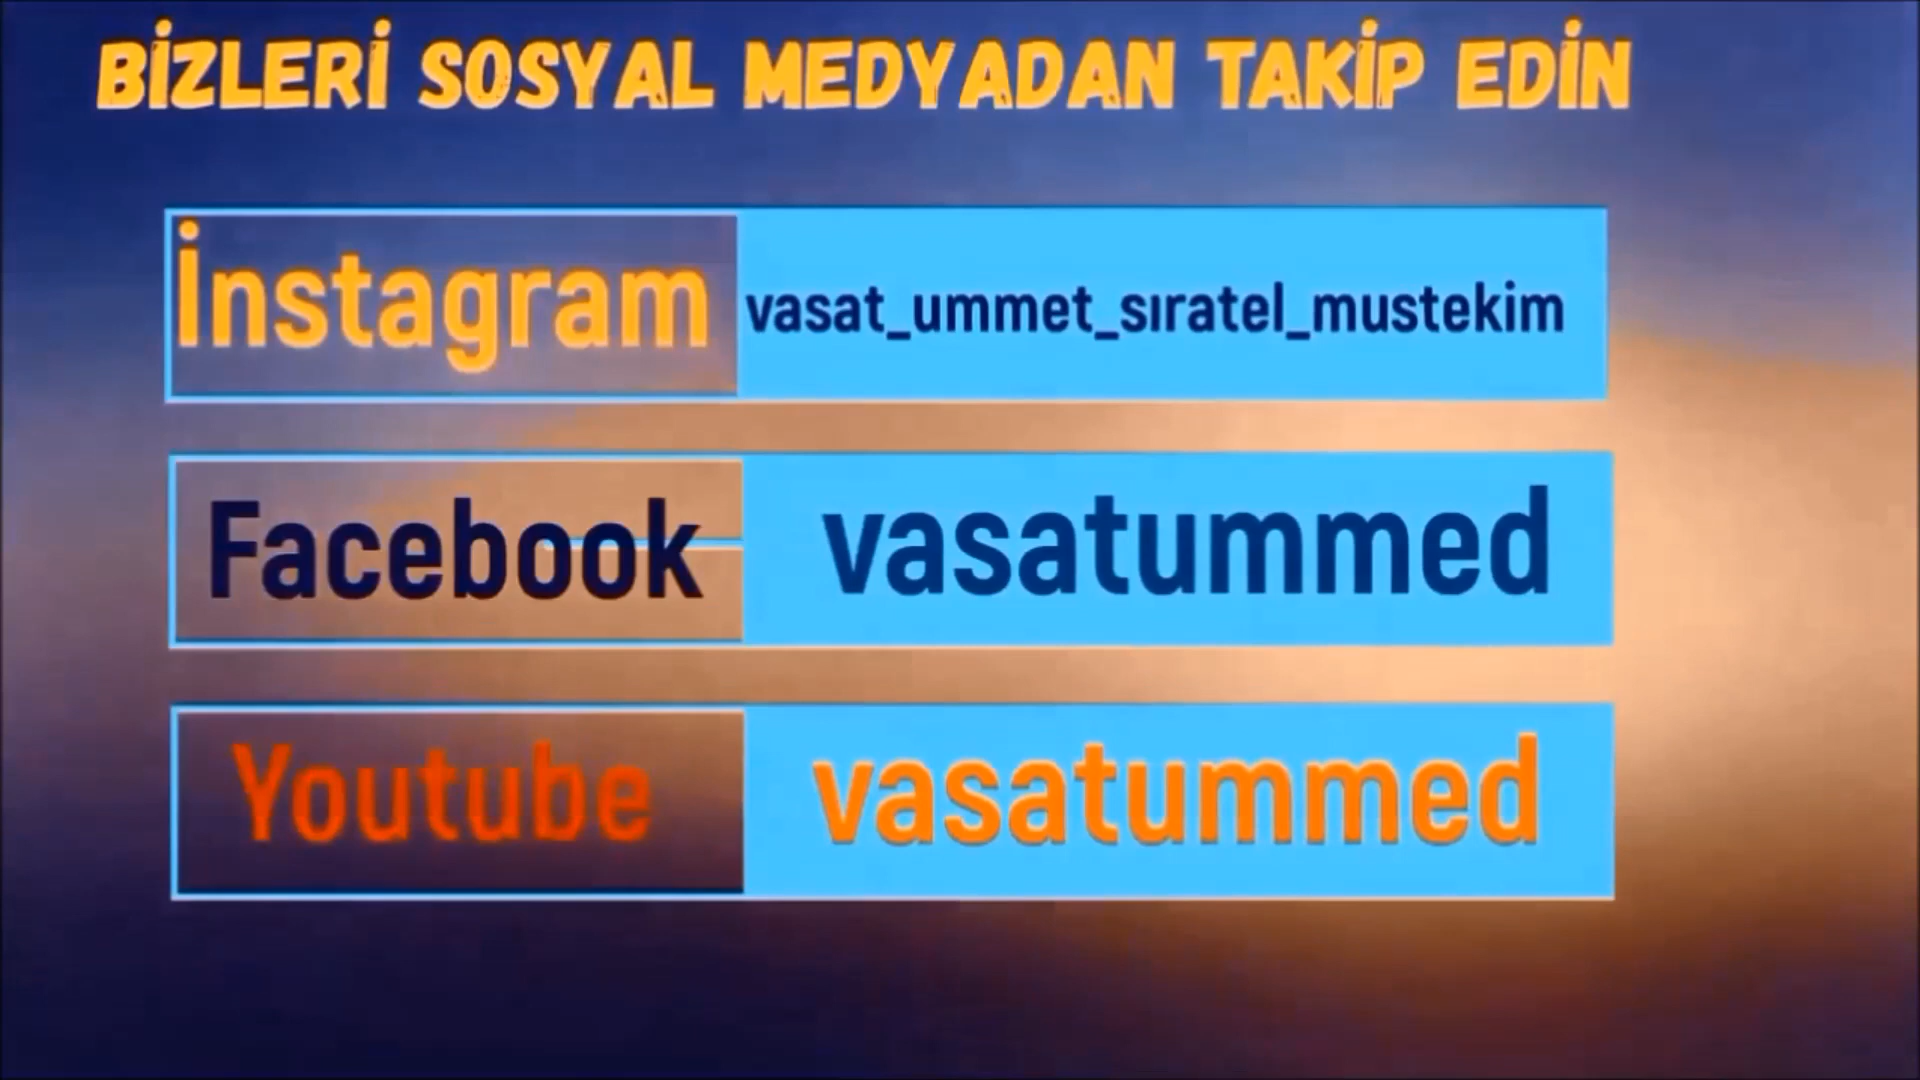 BİZLERİ SOSYAL MEDYADAN TAKİP EDİN
İnstagram vasat_ummet_sıratel_mustekim
Facebook vasatummed
Youtube vasatummed